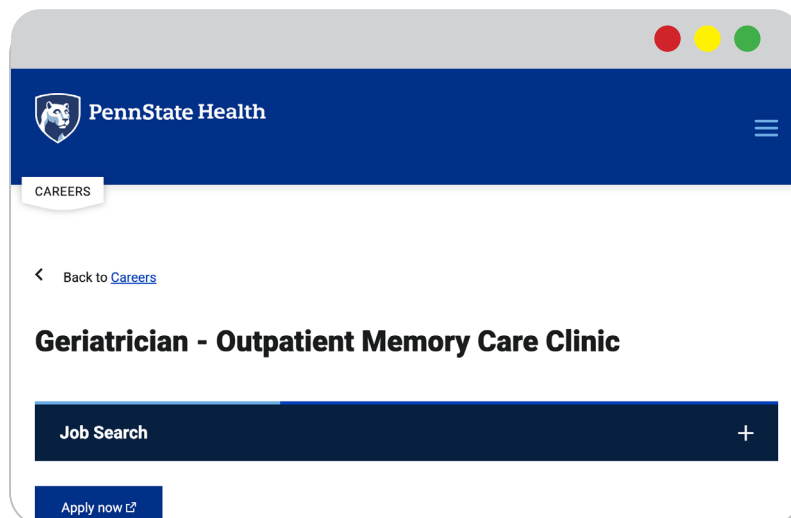 PennState Health
CAREERS
Back to Careers
Geriatrician - Outpatient Memory Care Clinic
Job Search
Apply now